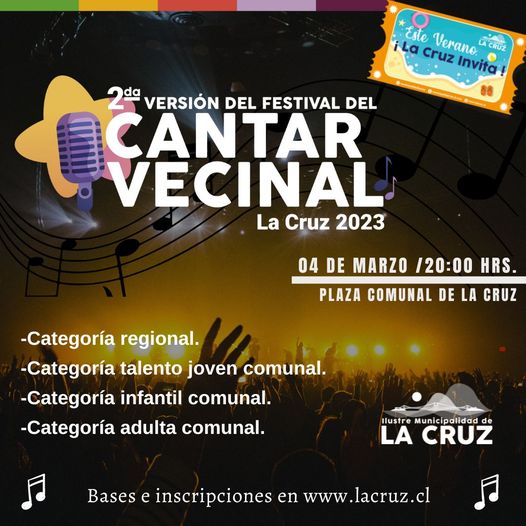 Este Verano
¡ La Cruz Invita !
LA CRUZ
2da VERSIÓN DEL FESTIVAL DEL
CANTAR
VECINAL
La Cruz 2023
04 DE MARZO /20:00 HRS.
PLAZA COMUNAL DE LA CRUZ
-Categoría regional.
-Categoría talento joven comunal.
-Categoría infantil comunal.
-Categoría adulta comunal.
Ilustre Municipalidad de
LA CRUZ
Bases e inscripciones en www.lacruz.cl